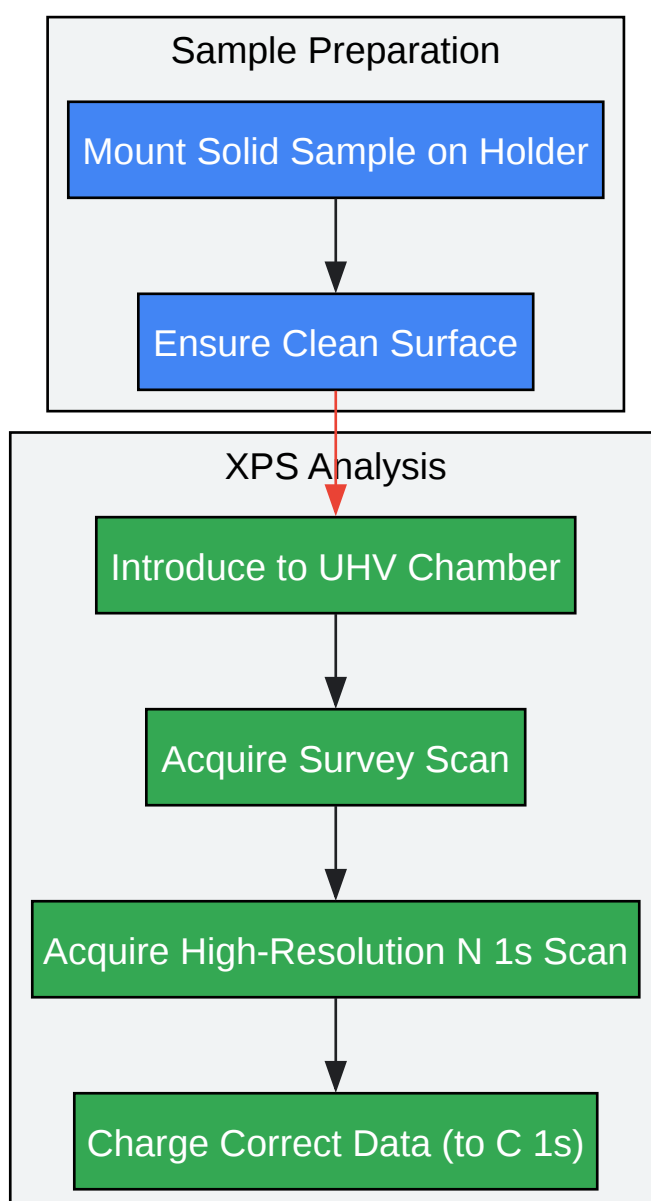 Sample Preparation
Mount Solid Sample on Holder
Ensure Clean Surface
XPS Analysis
Introduce to UHV Chamber
Acquire Survey Scan
Acquire High-Resolution N 1s Scan
Charge Correct Data (to C 1s)